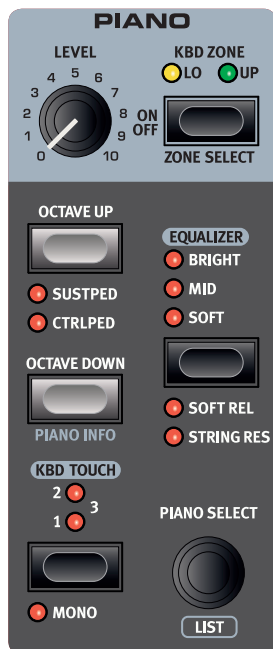 PIANO
LEVEL
KBD ZONE
LO UP
0 1 2 3 4 5 6 7 8 9 10
ON
OFF
ZONE SELECT
OCTAVE UP
SUSTPED
CTRLPED
OCTAVE DOWN
PIANO INFO
KBD TOUCH
2
3
1
MONO
EQUALIZER
BRIGHT
MID
SOFT
SOFT REL
STRING RES
PIANO SELECT
LIST